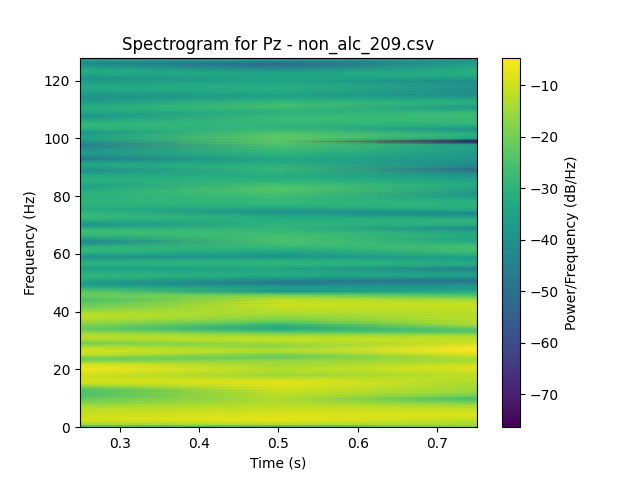 Spectrogram for Pz - non_alc_209.csv
120
100
80
60
40
20
0
Frequency (Hz)
0.3 0.4 0.5 0.6 0.7
Time (s)
−10
−20
−30
−40
−50
−60
−70
Power/Frequency (dB/Hz)